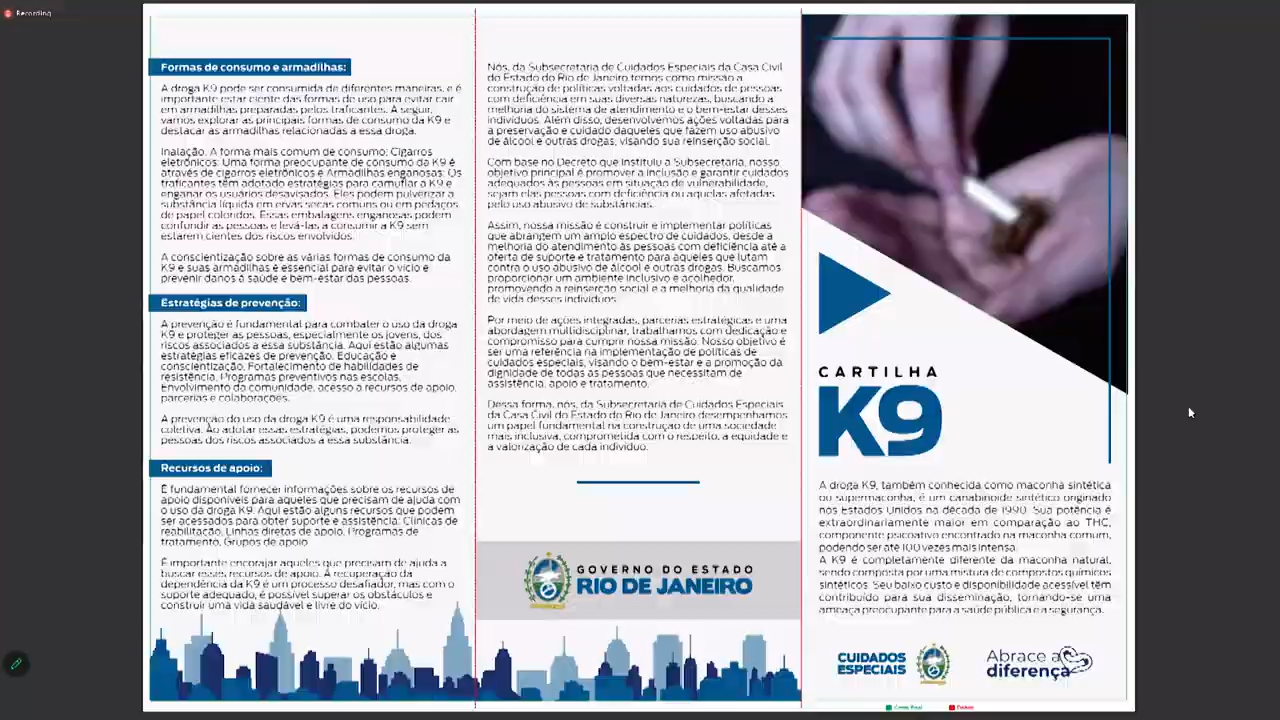 Recording
Formas de consumo e armadilhas:
A droga K9 pode ser consumida de diferentes maneiras, e é
importante estar ciente das formas de uso para evitar cair
em armadilhas preparadas pelos traficantes. A seguir,
vamos explorar as principais formas de consumo da K9 e
destacar as armadilhas relacionadas a essa droga.
Inalação: A forma mais comum de consumo; Cigarros
eletrônicos: Uma forma preocupante de consumo da K9 é
através de cigarros eletrônicos e Armadilhas enganosas: Os
traficantes têm adotado estratégias para camuflar a K9 e
enganar os usuários desavisados. Eles podem pulverizar a
substância líquida em ervas secas comuns ou em pedaços
de papel coloridos. Essas embalagens enganosas podem
confundir as pessoas e levá-las a consumir a K9 sem
estarem cientes dos riscos envolvidos.
A conscientização sobre as várias formas de consumo da
K9 e suas armadilhas é essencial para evitar o vício e
prevenir danos à saúde e bem-estar das pessoas.
Estratégias de prevenção:
A prevenção é fundamental para combater o uso da droga
K9 e proteger as pessoas, especialmente os jovens, dos
riscos associados a essa substância. Aqui estão algumas
estratégias eficazes de prevenção. Educação e
conscientização, Fortalecimento de habilidades de
resistência, Programas preventivos nas escolas,
Envolvimento da comunidade, acesso a recursos de apoio,
parcerias e colaborações.
A prevenção do uso da droga K9 é uma responsabilidade
coletiva. Ao adotar essas estratégias, podemos proteger as
pessoas dos riscos associados a essa substância.
Recursos de apoio:
É fundamental fornecer informações sobre os recursos de
apoio disponíveis para aqueles que precisam de ajuda com
o uso da droga K9. Aqui estão alguns recursos que podem
ser acessados para obter suporte e assistência: Clínicas de
reabilitação, Linhas diretas de apoio, Programas de
tratamento, Grupos de apoio
É importante encorajar aqueles que precisam de ajuda a
buscar esses recursos de apoio. A recuperação da
dependência da K9 é um processo desafiador, mas com o
suporte adequado, é possível superar os obstáculos e
construir uma vida saudável e livre do vício.
Nós, da Subsecretaria de Cuidados Especiais da Casa Civil
do Estado do Rio de Janeiro temos como missão a
construção de políticas voltadas aos cuidados de pessoas
com deficiência em suas diversas naturezas, buscando a
melhoria do sistema de atendimento e o bem-estar desses
indivíduos. Além disso, desenvolvemos ações voltadas para
a preservação e cuidado daqueles que fazem uso abusivo
de álcool e outras drogas, visando sua reinserção social.
Com base no Decreto que instituiu a Subsecretaria, nosso
objetivo principal é promover a inclusão e garantir cuidados
adequados às pessoas em situação de vulnerabilidade,
sejam elas pessoas com deficiência ou aquelas afetadas
pelo uso abusivo de substâncias.
Assim, nossa missão é construir e implementar políticas
que abrangem um amplo espectro de cuidados, desde a
melhoria do atendimento às pessoas com deficiência até a
oferta de suporte e tratamento para aqueles que lutam
contra o uso abusivo de álcool e outras drogas. Buscamos
proporcionar um ambiente inclusivo e acolhedor,
promovendo a reinserção social e a melhoria da qualidade
de vida desses indivíduos.
Por meio de ações integradas, parcerias estratégicas e uma
abordagem multidisciplinar, trabalhamos com dedicação e
compromisso para cumprir nossa missão. Nosso objetivo é
ser uma referência na implementação de políticas de
cuidados especiais, visando o bem-estar e a promoção da
dignidade de todas as pessoas que necessitam de
assistência, apoio e tratamento.
Dessa forma, nós, da Subsecretaria de Cuidados Especiais
da Casa Civil do Estado do Rio de Janeiro desempenhamos
um papel fundamental na construção de uma sociedade
mais inclusiva, comprometida com o respeito, a equidade e
a valorização de cada indivíduo.
GOVERNO DO ESTADO
RIO DE JANEIRO
CARTILHA
K9
A droga K9, também conhecida como maconha sintética
ou supermaconha, é um canabinoide sintético originado
nos Estados Unidos na década de 1990. Sua potência é
extraordinariamente maior em comparação ao THC,
componente psicoativo encontrado na maconha comum,
podendo ser até 100 vezes mais intensa.
A K9 é completamente diferente da maconha natural,
sendo composta por uma mistura de compostos químicos
sintéticos. Seu baixo custo e disponibilidade acessível têm
contribuído para sua disseminação, tornando-se uma
ameaça preocupante para a saúde pública e a segurança.
CUIDADOS
ESPECIAIS
Abrace a
diferença